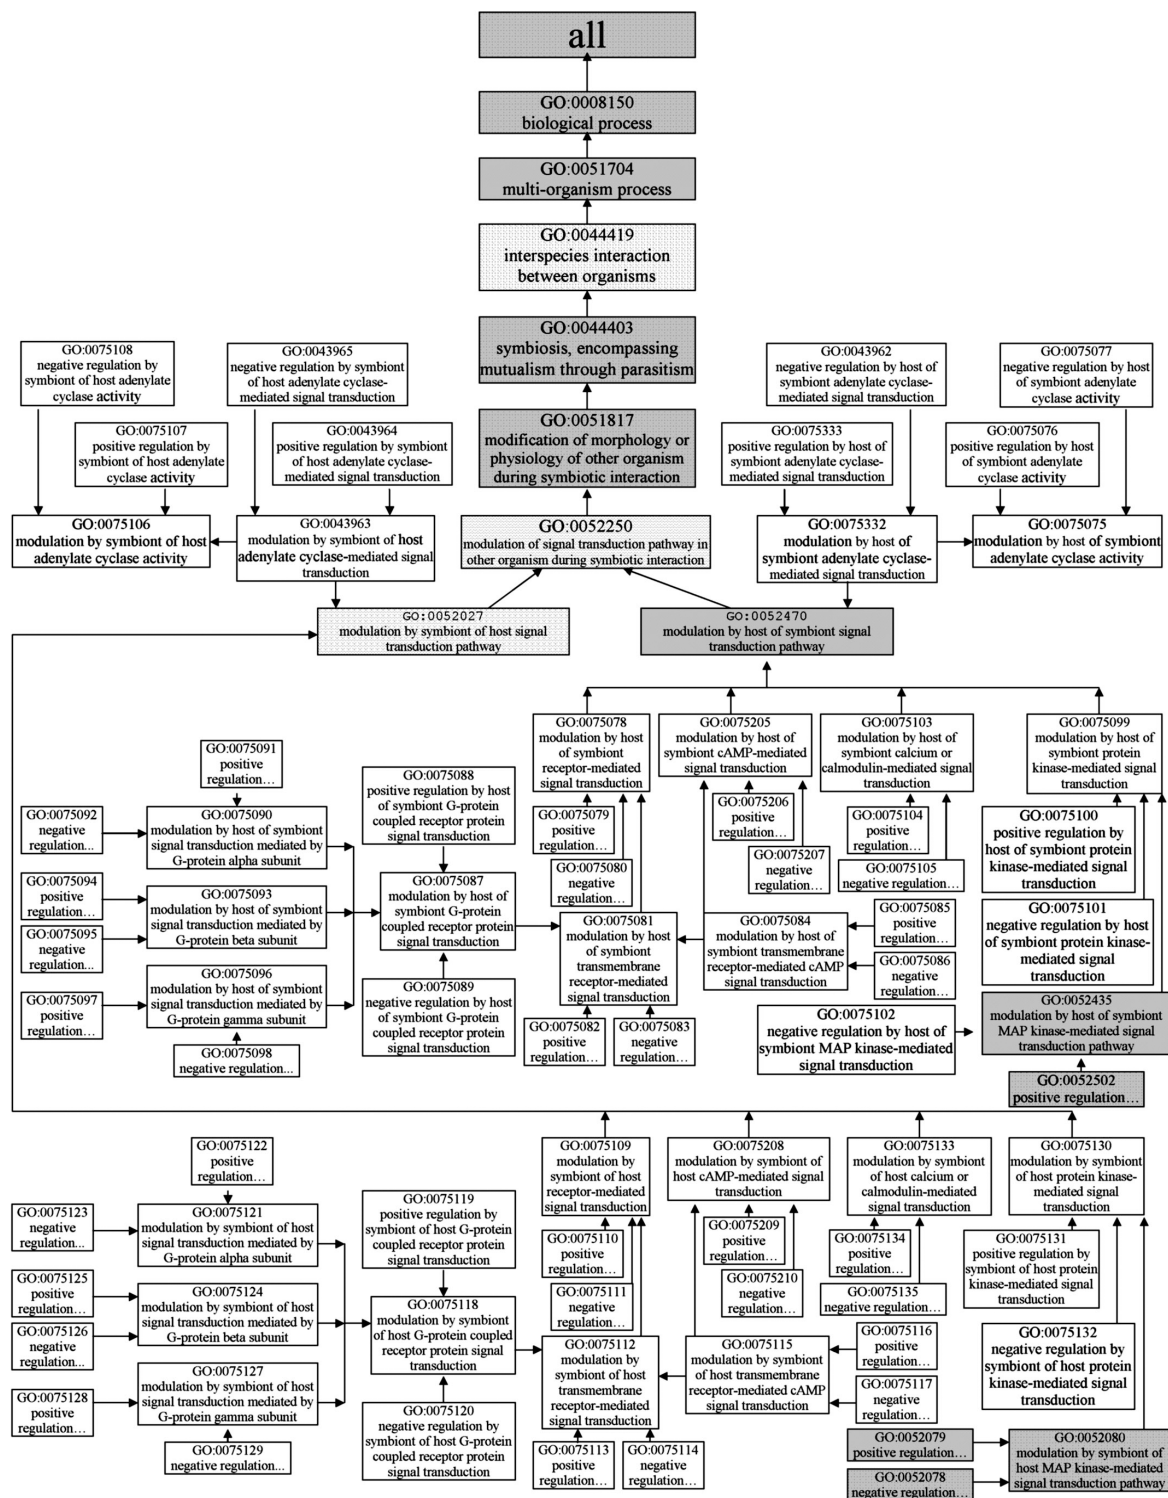 all
GO:0008150
biological process
GO:0051704
multi-organism process
GO:0044419
interspecies interaction
between organisms
GO:0044403
symbiosis, encompassing
mutualism through parasitism
GO:0051817
modification of morphology or
physiology of other organism
during symbiotic interaction
GO:0052250
modulation of signal transduction pathway in
other organism during symbiotic interaction
GO:0075108
negative regulation by
symbiont of host adenylate
cyclase activity
GO:0043965
negative regulation by symbiont
of host adenylate cyclase-
mediated signal transduction
GO:0075107
positive regulation by
symbiont of host adenylate
cyclase activity
GO:0043964
positive regulation by symbiont
of host adenylate cyclase-
mediated signal transduction
GO:0075106
modulation by symbiont of host
adenylate cyclase activity
GO:0043963
modulation by symbiont of host
adenylate cyclase-mediated signal
transduction
GO:0043962
negative regulation by host of
symbiont adenylate cyclase-
mediated signal transduction
GO:0075077
negative regulation by host
of symbiont adenylate
cyclase activity
GO:0075333
positive regulation by host
of symbiont adenylate cyclase-
mediated signal transduction
GO:0075076
positive regulation by host
of symbiont adenylate
cyclase activity
GO:0075332
modulation by host of
symbiont adenylate cyclase-
mediated signal transduction
GO:0075075
modulation by host of symbiont
adenylate cyclase activity
GO:0052027
modulation by symbiont of host signal
transduction pathway
GO:0052470
modulation by host of symbiont signal
transduction pathway
GO:0075078
modulation by host
of symbiont
receptor-mediated
signal transduction
GO:0075205
modulation by host of
symbiont cAMP-mediated
signal transduction
GO:0075103
modulation by host of
symbiont calcium or
calmodulin-mediated signal
transduction
GO:0075099
modulation by host of
symbiont protein
kinase-mediated signal
transduction
GO:0075091
positive
regulation…
GO:0075092
negative
regulation...
GO:0075090
modulation by host of symbiont
signal transduction mediated by
G-protein alpha subunit
GO:0075088
positive regulation by host
of symbiont G-protein
coupled receptor protein
signal transduction
GO:0075079
positive
regulation…
GO:0075080
negative
regulation…
GO:0075206
positive
regulation…
GO:0075207
negative
regulation…
GO:0075104
positive
regulation…
GO:0075105
negative regulation…
GO:0075100
positive regulation by
host of symbiont protein
kinase-mediated signal
transduction
GO:0075094
positive
regulation…
GO:0075095
negative
regulation…
GO:0075093
modulation by host of symbiont
signal transduction mediated by
G-protein beta subunit
GO:0075087
modulation by host of
symbiont G-protein
coupled receptor protein
signal transduction
GO:0075081
modulation by host
of symbiont
transmembrane
receptor-mediated
signal transduction
GO:0075084
modulation by host of
symbiont transmembrane
receptor-mediated cAMP
signal transduction
GO:0075085
positive
regulation…
GO:0075086
negative
regulation…
GO:0075101
negative regulation by host
of symbiont protein kinase-
mediated signal
transduction
GO:0075097
positive
regulation…
GO:0075096
modulation by host of symbiont
signal transduction mediated by
G-protein gamma subunit
GO:0075098
negative regulation...
GO:0075089
negative regulation by host
of symbiont G-protein
coupled receptor protein
signal transduction
GO:0075082
positive
regulation…
GO:0075083
negative
regulation…
GO:0075102
negative regulation by host of
symbiont MAP kinase-mediated
signal transduction
GO:0052435
modulation by host of symbiont
MAP kinase-mediated signal
transduction pathway
GO:0052502
positive regulation…
GO:0075109
modulation by
symbiont of host
receptor-mediated
signal transduction
GO:0075208
modulation by symbiont of
host cAMP-mediated signal
transduction
GO:0075133
modulation by symbiont
of host calcium or
calmodulin-mediated signal
transduction
GO:0075130
modulation by symbiont
of host protein kinase-
mediated signal
transduction
GO:0075122
positive
regulation…
GO:0075123
negative
regulation...
GO:0075121
modulation by symbiont of host
signal transduction mediated by
G-protein alpha subunit
GO:0075119
positive regulation by
symbiont of host G-protein
coupled receptor protein
signal transduction
GO:0075110
positive
regulation…
GO:0075111
negative
regulation…
GO:0075209
positive
regulation…
GO:0075210
negative
regulation…
GO:0075134
positive
regulation…
GO:0075135
negative regulation…
GO:0075131
positive regulation by
symbiont of host protein
kinase-mediated signal
transduction
GO:0075125
positive
regulation…
GO:0075126
negative
regulation...
GO:0075124
modulation by symbiont of host
signal transduction mediated by
G-protein beta subunit
GO:0075118
modulation by symbiont
of host G-protein coupled
receptor protein signal
transduction
GO:0075112
modulation by
symbiont of host
transmembrane
receptor-mediated
signal transduction
GO:0075115
modulation by symbiont
of host transmembrane
receptor-mediated cAMP
signal transduction
GO:0075116
positive
regulation…
GO:0075117
negative
regulation…
GO:0075132
negative regulation by
symbiont of host protein
kinase-mediated signal
transduction
GO:0075128
positive
regulation…
GO:0075127
modulation by symbiont of host
signal transduction mediated by
G-protein gamma subunit
GO:0075129
negative regulation...
GO:0075120
negative regulation by
symbiont of host G-protein
coupled receptor protein
signal transduction
GO:0075113
positive
regulation…
GO:0075114
negative
regulation…
GO:0052079
positive regulation…
GO:0052078
negative regulation…
GO:0052080
modulation by symbiont of
host MAP kinase-mediated
signal transduction pathway